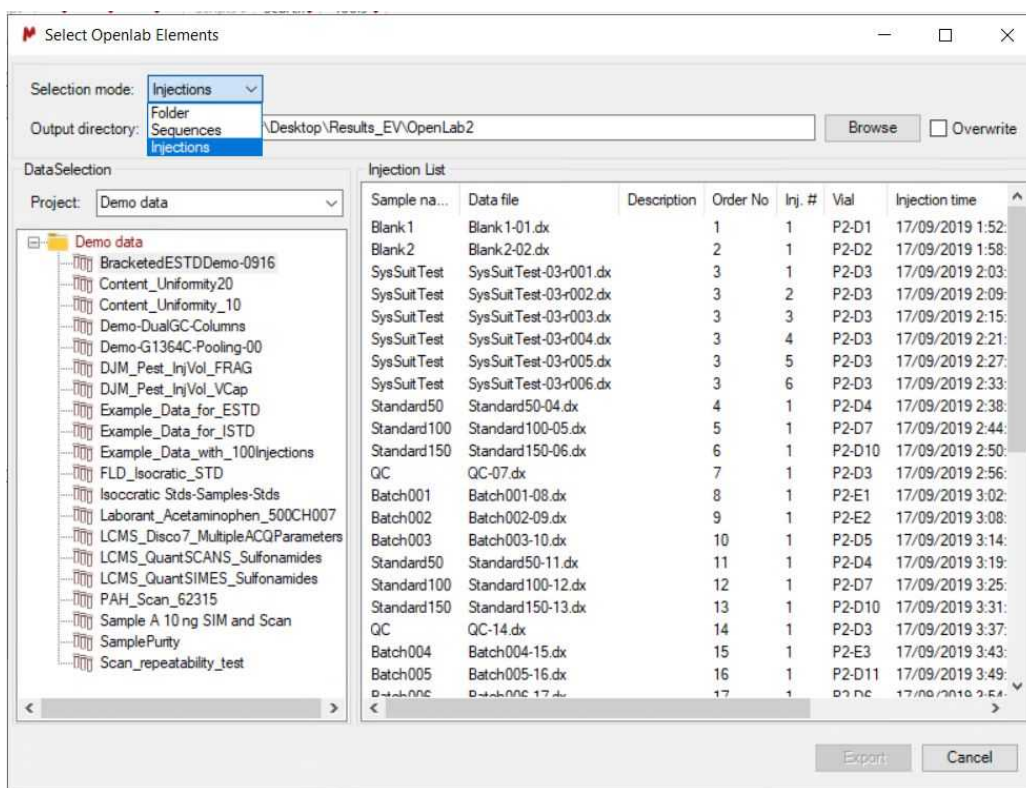 Select Openlab Elements
Selection mode: Injections
Folder
Sequences
Injections
Output directory: \Desktop\Results_EV\OpenLab2 Browse Overwrite
DataSelection
Project: Demo data
Demo data
BracketedESTDDemo-0916
Content_Uniformity20
Content_Uniformity_10
Demo-DualGC-Columns
Demo-G1364C-Pooling-00
DJM_Pest_InjVol_FRAG
DJM_Pest_InjVol_VCap
Example_Data_for_ESTD
Example_Data_for_ISTD
Example_Data_with_100Injections
FLD_Isocratic_STD
Isoccratic Stds-Samples-Stds
Laborant_Acetaminophen_500CH007
LCMS_Disco7_MultipleACQParameters
LCMS_QuantSCANS_Sulfonamides
LCMS_QuantSIMES_Sulfonamides
PAH_Scan_62315
Sample A 10 ng SIM and Scan
SamplePurity
Scan_repeatability_test
Injection List
Sample na... Data file Description Order No Inj. # Vial Injection time
Blank1 Blank1-01.dx 1 1 P2-D1 17/09/2019 1:52:
Blank2 Blank2-02.dx 2 1 P2-D2 17/09/2019 1:58:
SysSuitTest SysSuitTest-03-r001.dx 3 1 P2-D3 17/09/2019 2:03:
SysSuitTest SysSuitTest-03-r002.dx 3 2 P2-D3 17/09/2019 2:09:
SysSuitTest SysSuitTest-03-r003.dx 3 3 P2-D3 17/09/2019 2:15:
SysSuitTest SysSuitTest-03-r004.dx 3 4 P2-D3 17/09/2019 2:21:
SysSuitTest SysSuitTest-03-r005.dx 3 5 P2-D3 17/09/2019 2:27:
SysSuitTest SysSuitTest-03-r006.dx 3 6 P2-D3 17/09/2019 2:33:
Standard50 Standard50-04.dx 4 1 P2-D4 17/09/2019 2:38:
Standard100 Standard100-05.dx 5 1 P2-D7 17/09/2019 2:44:
Standard150 Standard150-06.dx 6 1 P2-D10 17/09/2019 2:50:
QC QC-07.dx 7 1 P2-D3 17/09/2019 2:56:
Batch001 Batch001-08.dx 8 1 P2-E1 17/09/2019 3:02:
Batch002 Batch002-09.dx 9 1 P2-E2 17/09/2019 3:08:
Batch003 Batch003-10.dx 10 1 P2-D5 17/09/2019 3:14:
Standard50 Standard50-11.dx 11 1 P2-D4 17/09/2019 3:19:
Standard100 Standard100-12.dx 12 1 P2-D7 17/09/2019 3:25:
Standard150 Standard150-13.dx 13 1 P2-D10 17/09/2019 3:31:
QC QC-14.dx 14 1 P2-D3 17/09/2019 3:37:
Batch004 Batch004-15.dx 15 1 P2-E3 17/09/2019 3:43:
Batch005 Batch005-16.dx 16 1 P2-D11 17/09/2019 3:49:
Batch006 Batch006-17.dx 17 1 P2-D6 17/09/2019 3:54:
Export Cancel